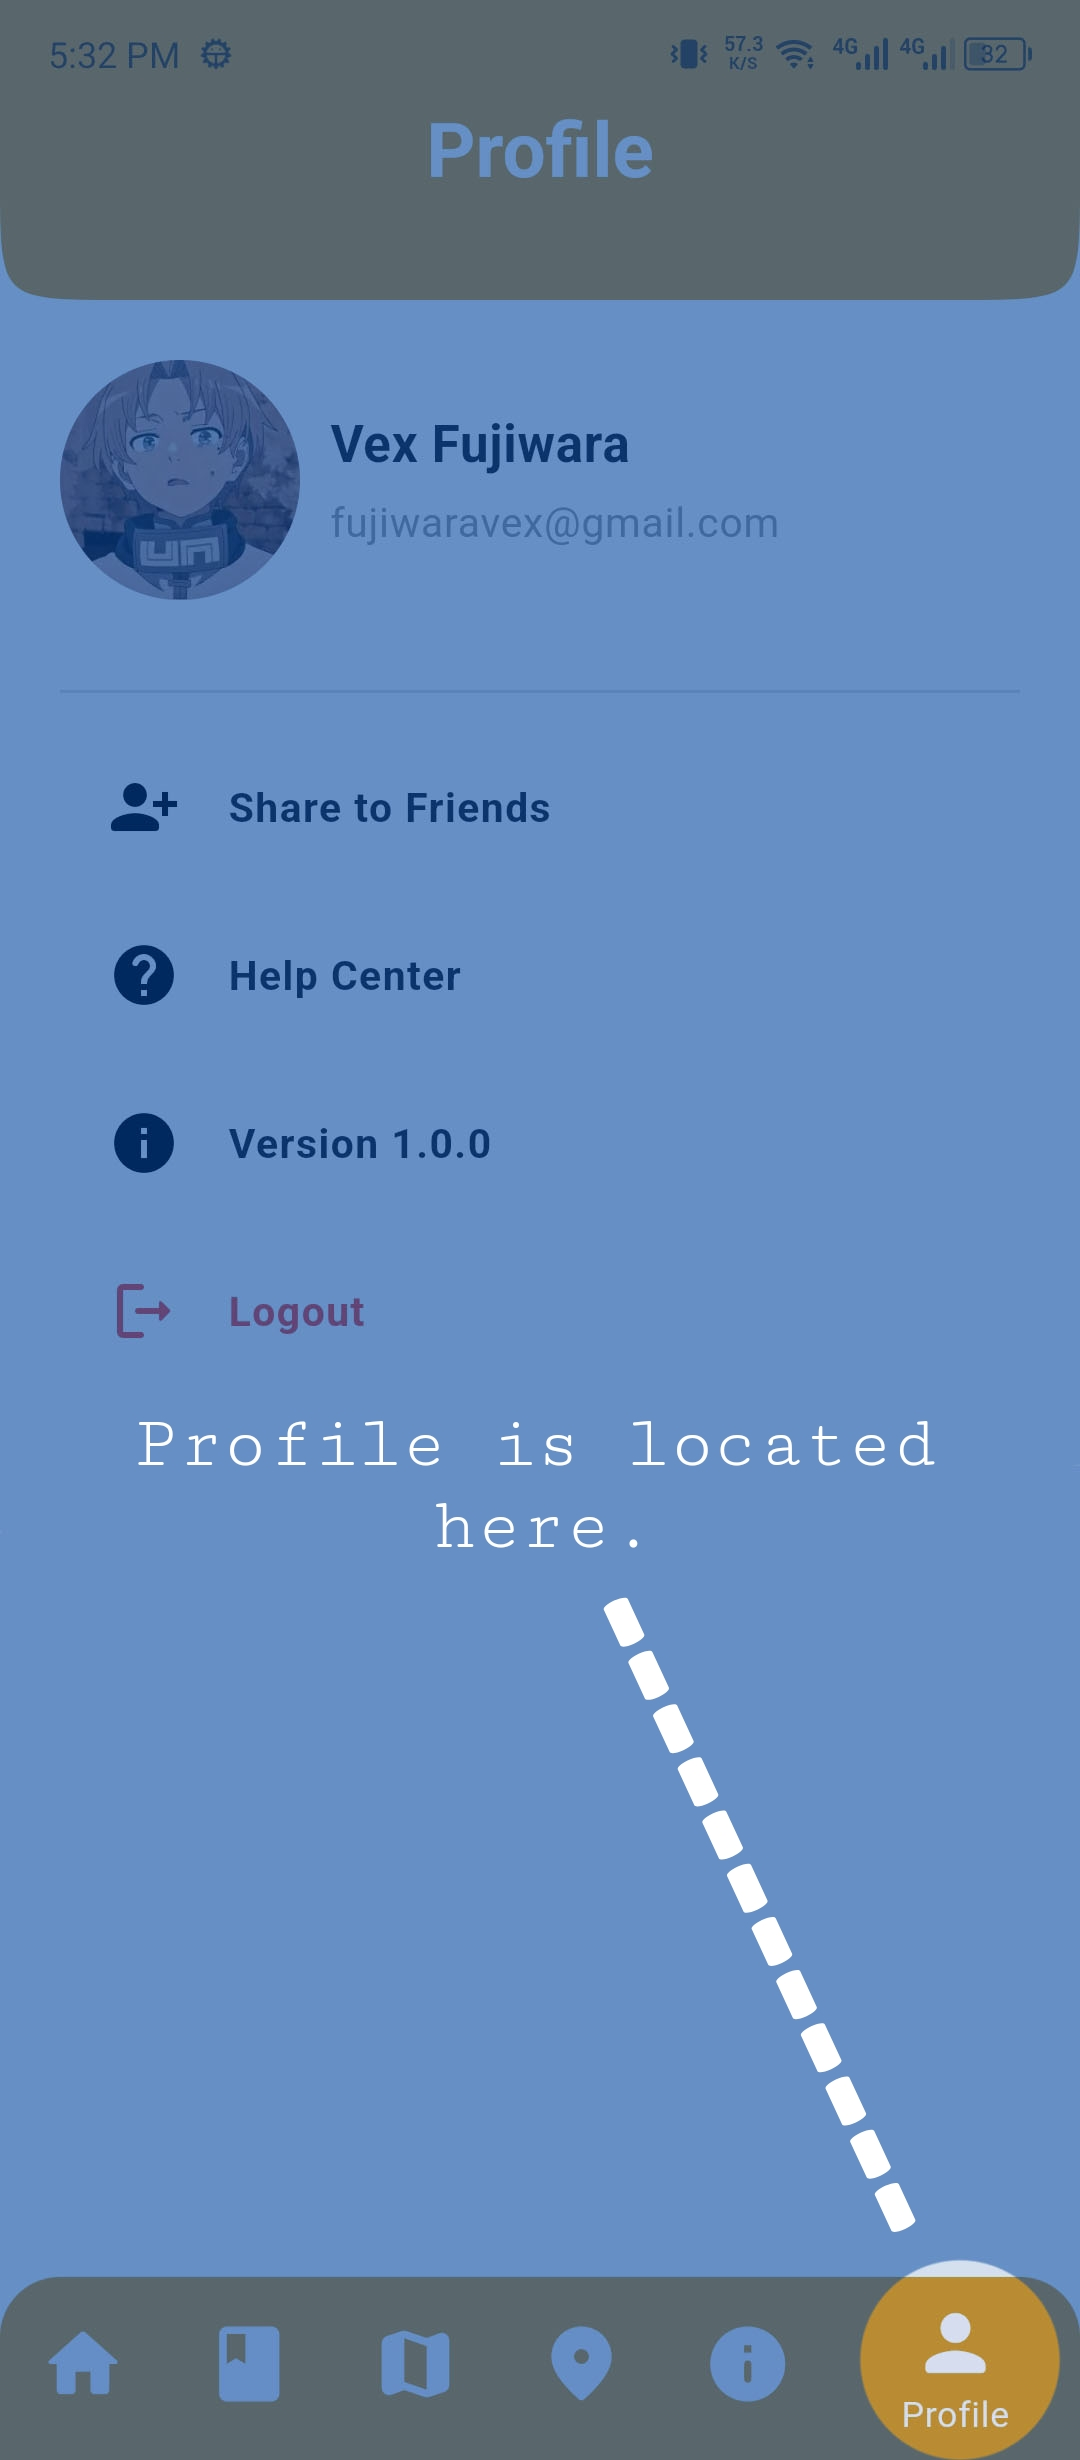 5:32 PM 57.3 K/S 4G 4G 32
Profile
Vex Fujiwara
fujiwaravex@gmail.com
Share to Friends
Help Center
Version 1.0.0
Logout
Profile is located
here.
Profile